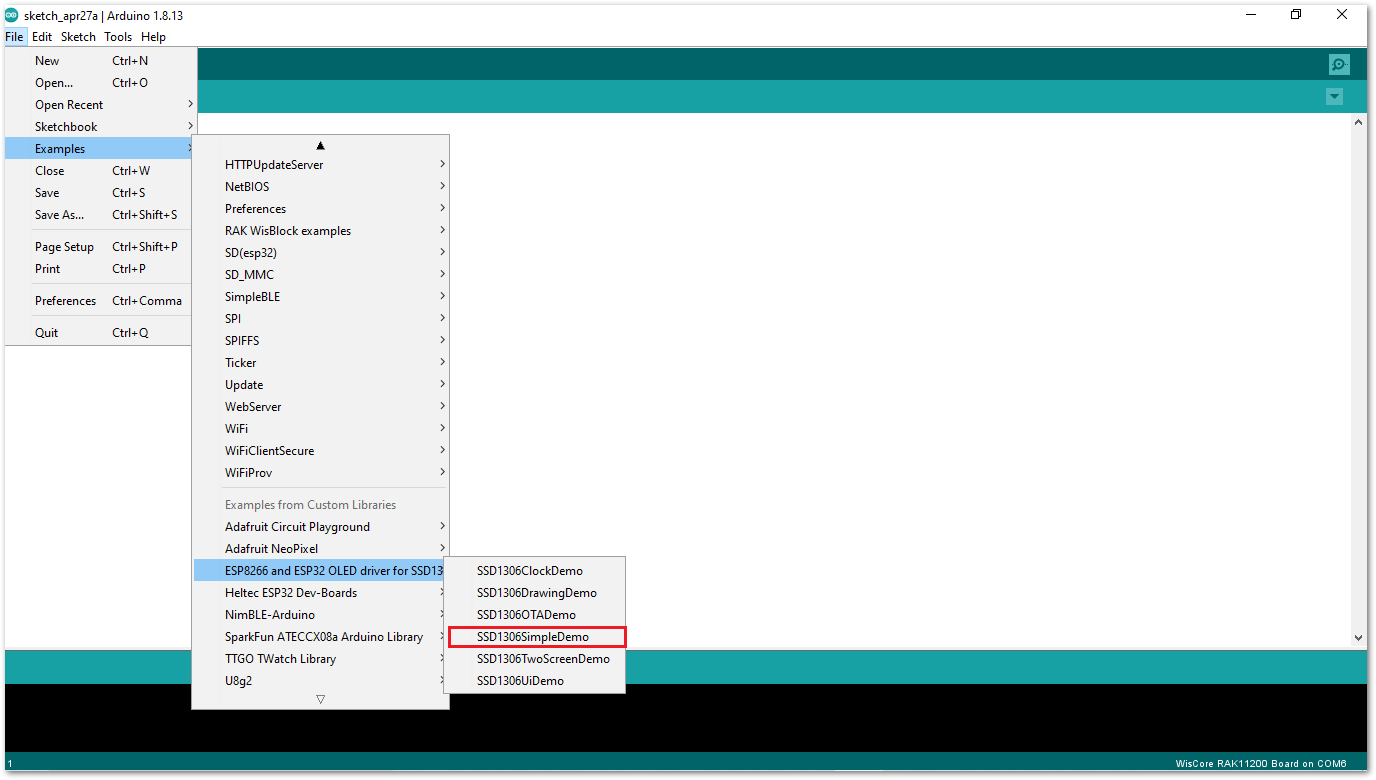 sketch_apr27a | Arduino 1.8.13
File Edit Sketch Tools Help
New Ctrl+N
Open... Ctrl+O
Open Recent
Sketchbook
Examples
Close Ctrl+W
Save Ctrl+S
Save As... Ctrl+Shift+S
Page Setup Ctrl+Shift+P
Print Ctrl+P
Preferences Ctrl+Comma
Quit Ctrl+Q
HTTPUpdateServer
NetBIOS
Preferences
RAK WisBlock examples
SD(esp32)
SD_MMC
SimpleBLE
SPI
SPIFFS
Ticker
Update
WebServer
WiFi
WiFiClientSecure
WiFiProv
Examples from Custom Libraries
Adafruit Circuit Playground
Adafruit NeoPixel
ESP8266 and ESP32 OLED driver for SSD13
Heltec ESP32 Dev-Boards
NimBLE-Arduino
SparkFun ATECCX08a Arduino Library
TTGO TWatch Library
U8g2
SSD1306ClockDemo
SSD1306DrawingDemo
SSD1306OTADemo
SSD1306SimpleDemo
SSD1306TwoScreenDemo
SSD1306UiDemo
1 WisCore RAK11200 Board on COM6